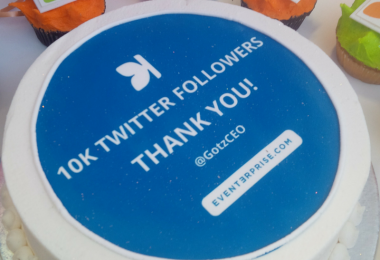 10K TWITTER FOLLOWERS
THANK YOU!
@GotzCEO
EVENT3RPRISE.COM